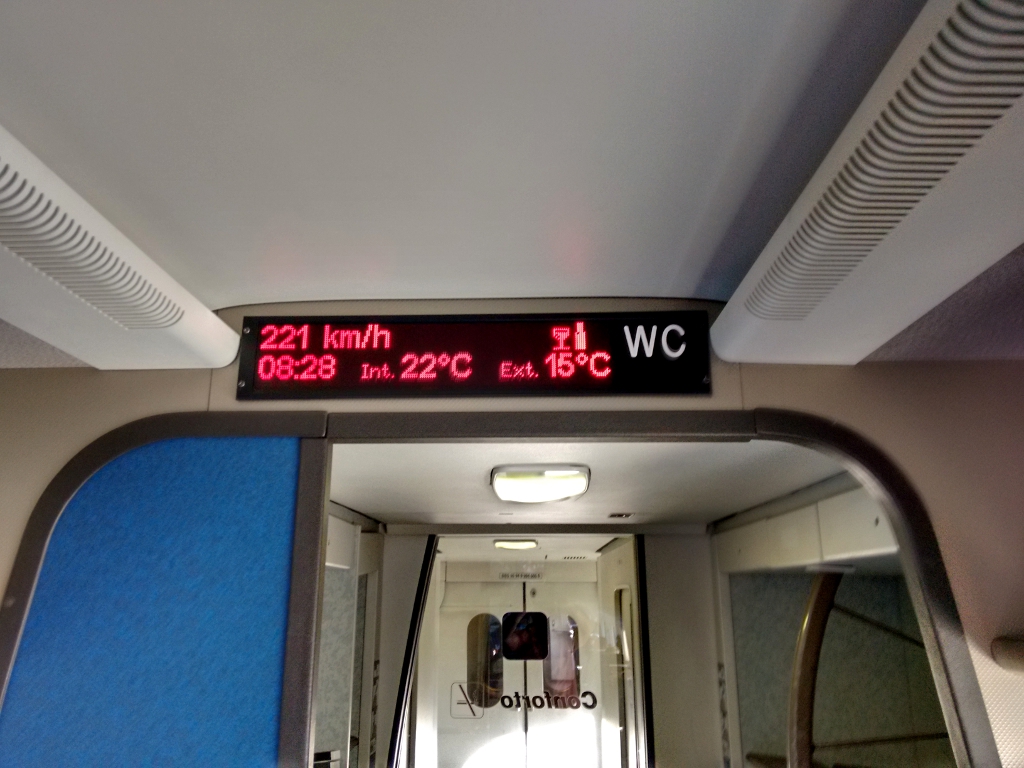 221 km/h
WC
08:28 Int. 22°C Ext. 15°C
Conforto